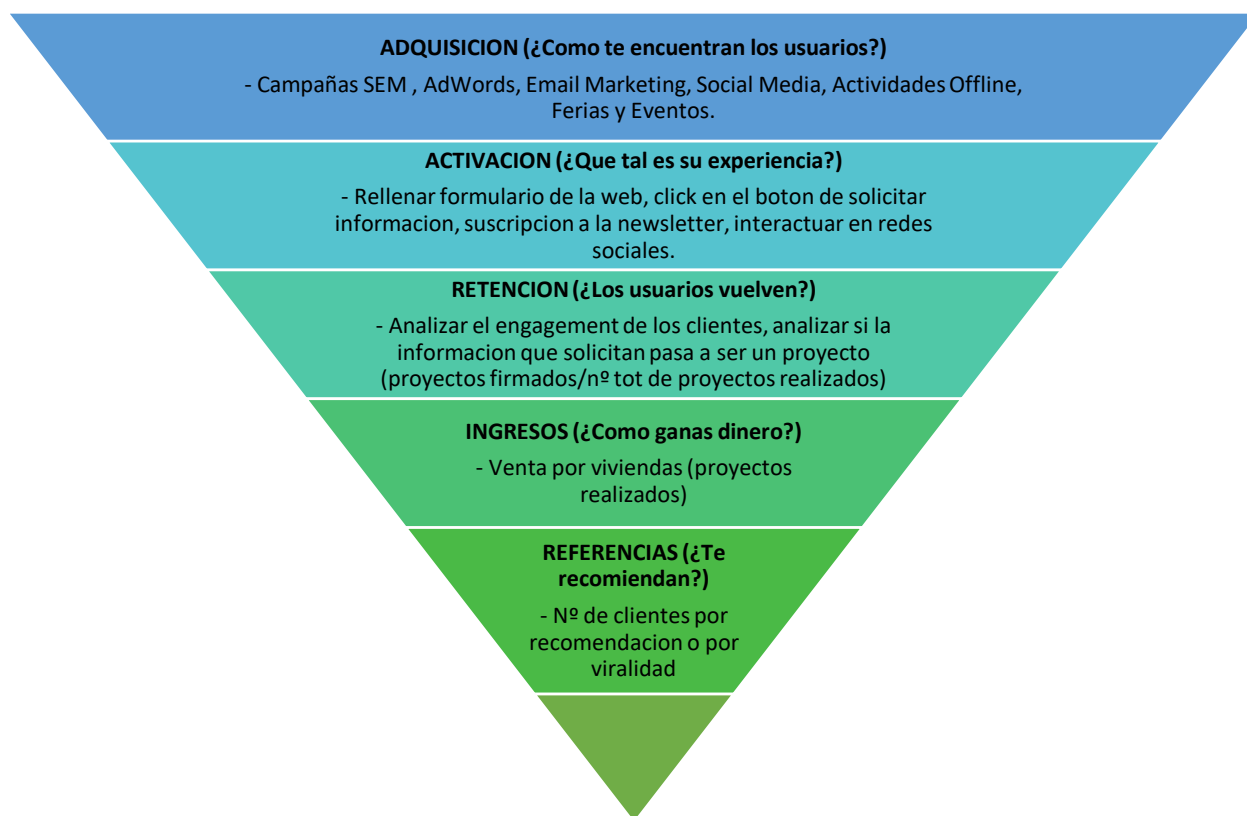 ADQUISICION (¿Como te encuentran los usuarios?)
- Campañas SEM , AdWords, Email Marketing, Social Media, Actividades Offline,
Ferias y Eventos.
ACTIVACION (¿Que tal es su experiencia?)
- Rellenar formulario de la web, click en el boton de solicitar
informacion, suscripcion a la newsletter, interactuar en redes
sociales.
RETENCION (¿Los usuarios vuelven?)
- Analizar el engagement de los clientes, analizar si la
informacion que solicitan pasa a ser un proyecto
(proyectos firmados/nº tot de proyectos realizados)
INGRESOS (¿Como ganas dinero?)
- Venta por viviendas (proyectos
realizados)
REFERENCIAS (¿Te
recomiendan?)
- Nº de clientes por
recomendacion o por
viralidad